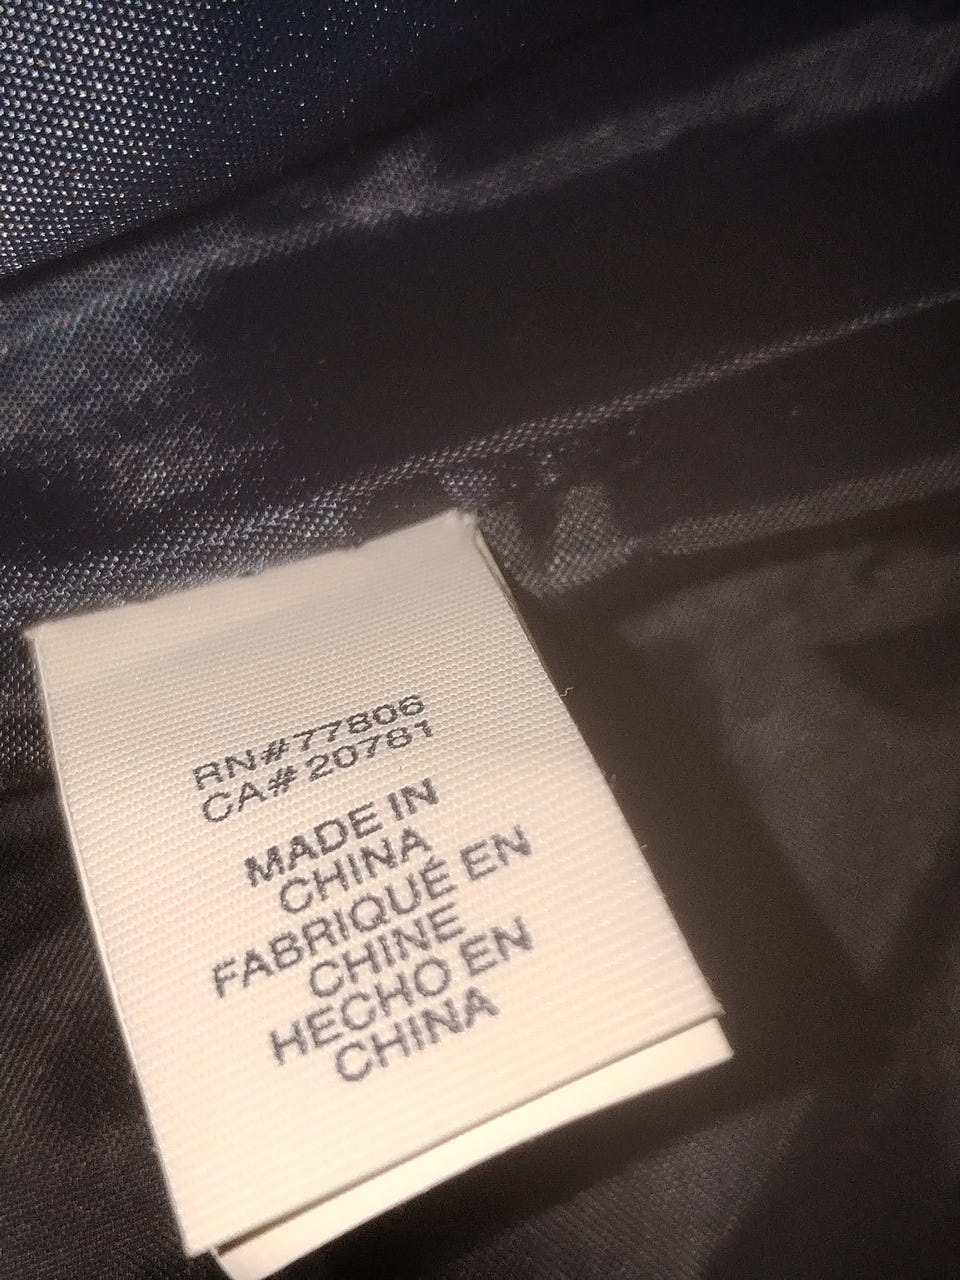 RN#77806
CA#20781
MADE IN
CHINA
FABRIQUÉ EN
CHINE
HECHO EN
CHINA